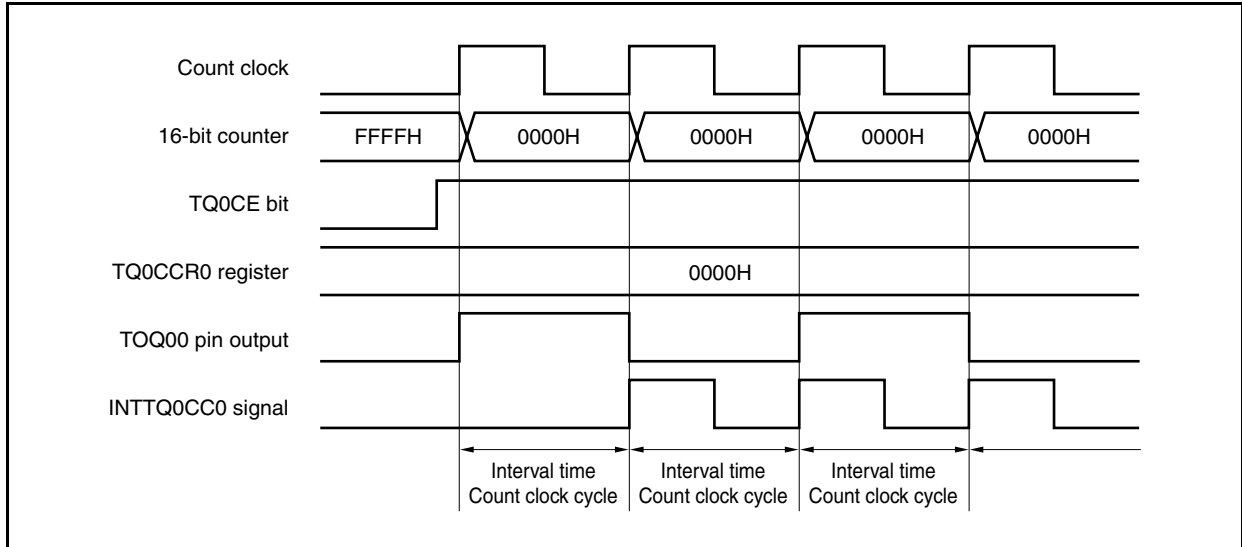 Count clock
16-bit counter FFFFH 0000H 0000H 0000H 0000H
TQ0CE bit
TQ0CCR0 register 0000H
TOQ00 pin output
INTTQ0CC0 signal
Interval time Interval time Interval time
Count clock cycle Count clock cycle Count clock cycle